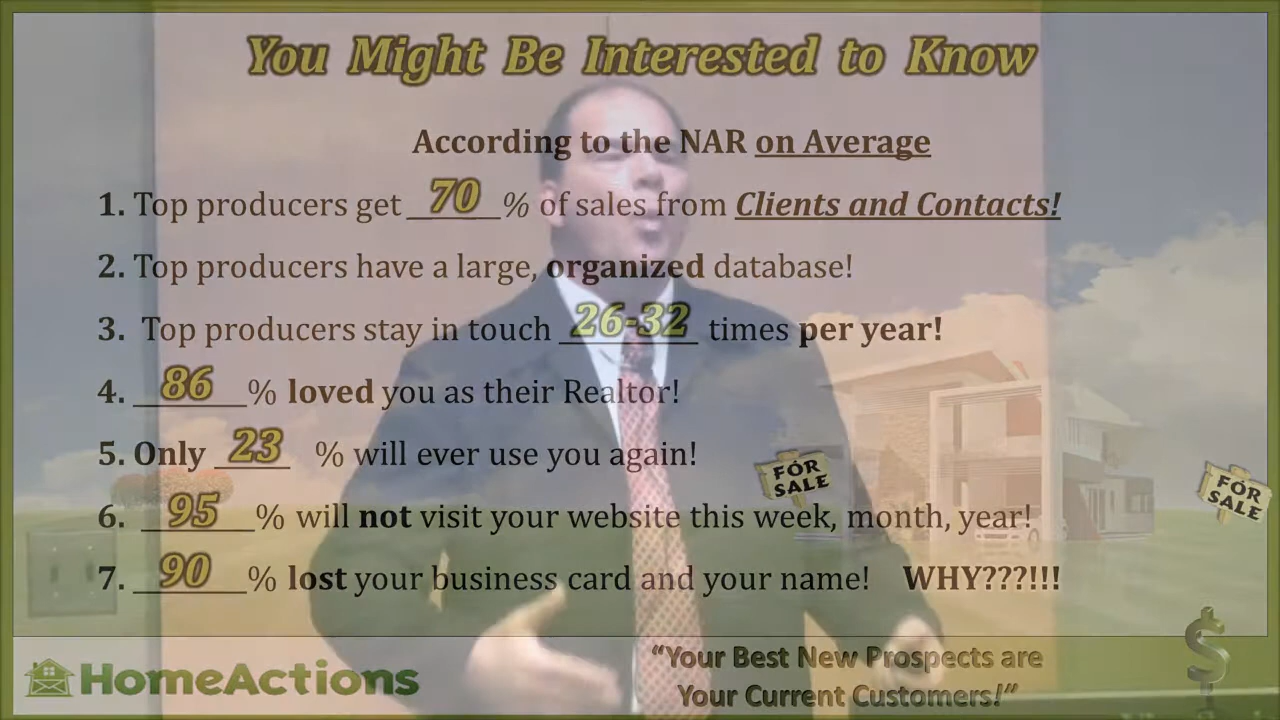 You Might Be Interested to Know
According to the NAR on Average
1. Top producers get 70 % of sales from Clients and Contacts!
2. Top producers have a large, organized database!
3. Top producers stay in touch 26-32 times per year!
4. 86 % loved you as their Realtor!
5. Only 23 % will ever use you again!
FOR SALE
FOR SALE
6. 95 % will not visit your website this week, month, year!
7. 90 % lost your business card and your name! WHY???!!!
HomeActions
“Your Best New Prospects are
Your Current Customers!”
$